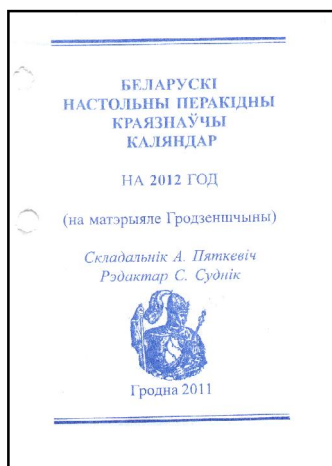 БЕЛАРУСКІ
НАСТОЛЬНЫ ПЕРАКІДНЫ
КРАЯЗНАЎЧЫ
КАЛЯНДАР
НА 2012 ГОД
(на матэрыяле Гродзеншчыны)
Складальнік А. Пяткевіч
Рэдактар С. Суднік
Гродна 2011